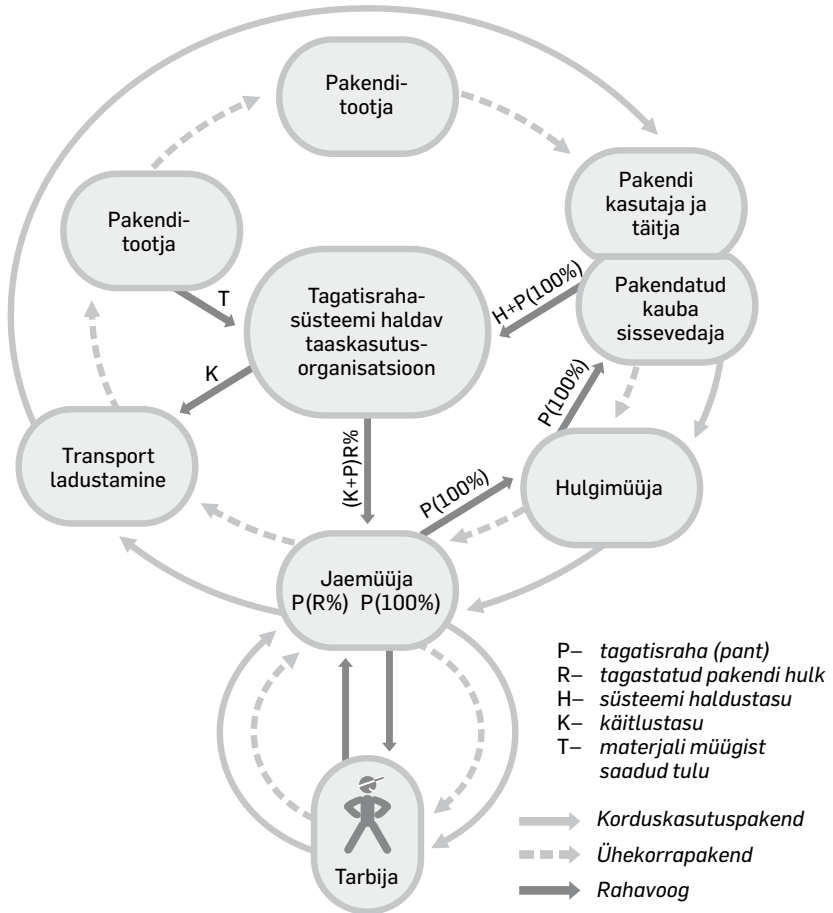 Pakendi-
tootja
Pakendi
kasutaja ja
täitja
Pakendi-
tootja
Pakendatud
kauba
sissevedaja
T
Tagatisraha-
süsteemi haldav
taaskasutus-
organisatsioon
H+P(100%)
K
P(100%)
Transport
ladustamine
(K+P)R%
P(100%)
Hulgimüüja
Jaemüüja
P(R%) P(100%)
Tarbija
P– tagatisraha (pant)
R– tagastatud pakendi hulk
H– süsteemi haldustasu
K– käitlustasu
T– materjali müügist
saadud tulu
Korduskasutuspakend
Ühekorrapakend
Rahavoog